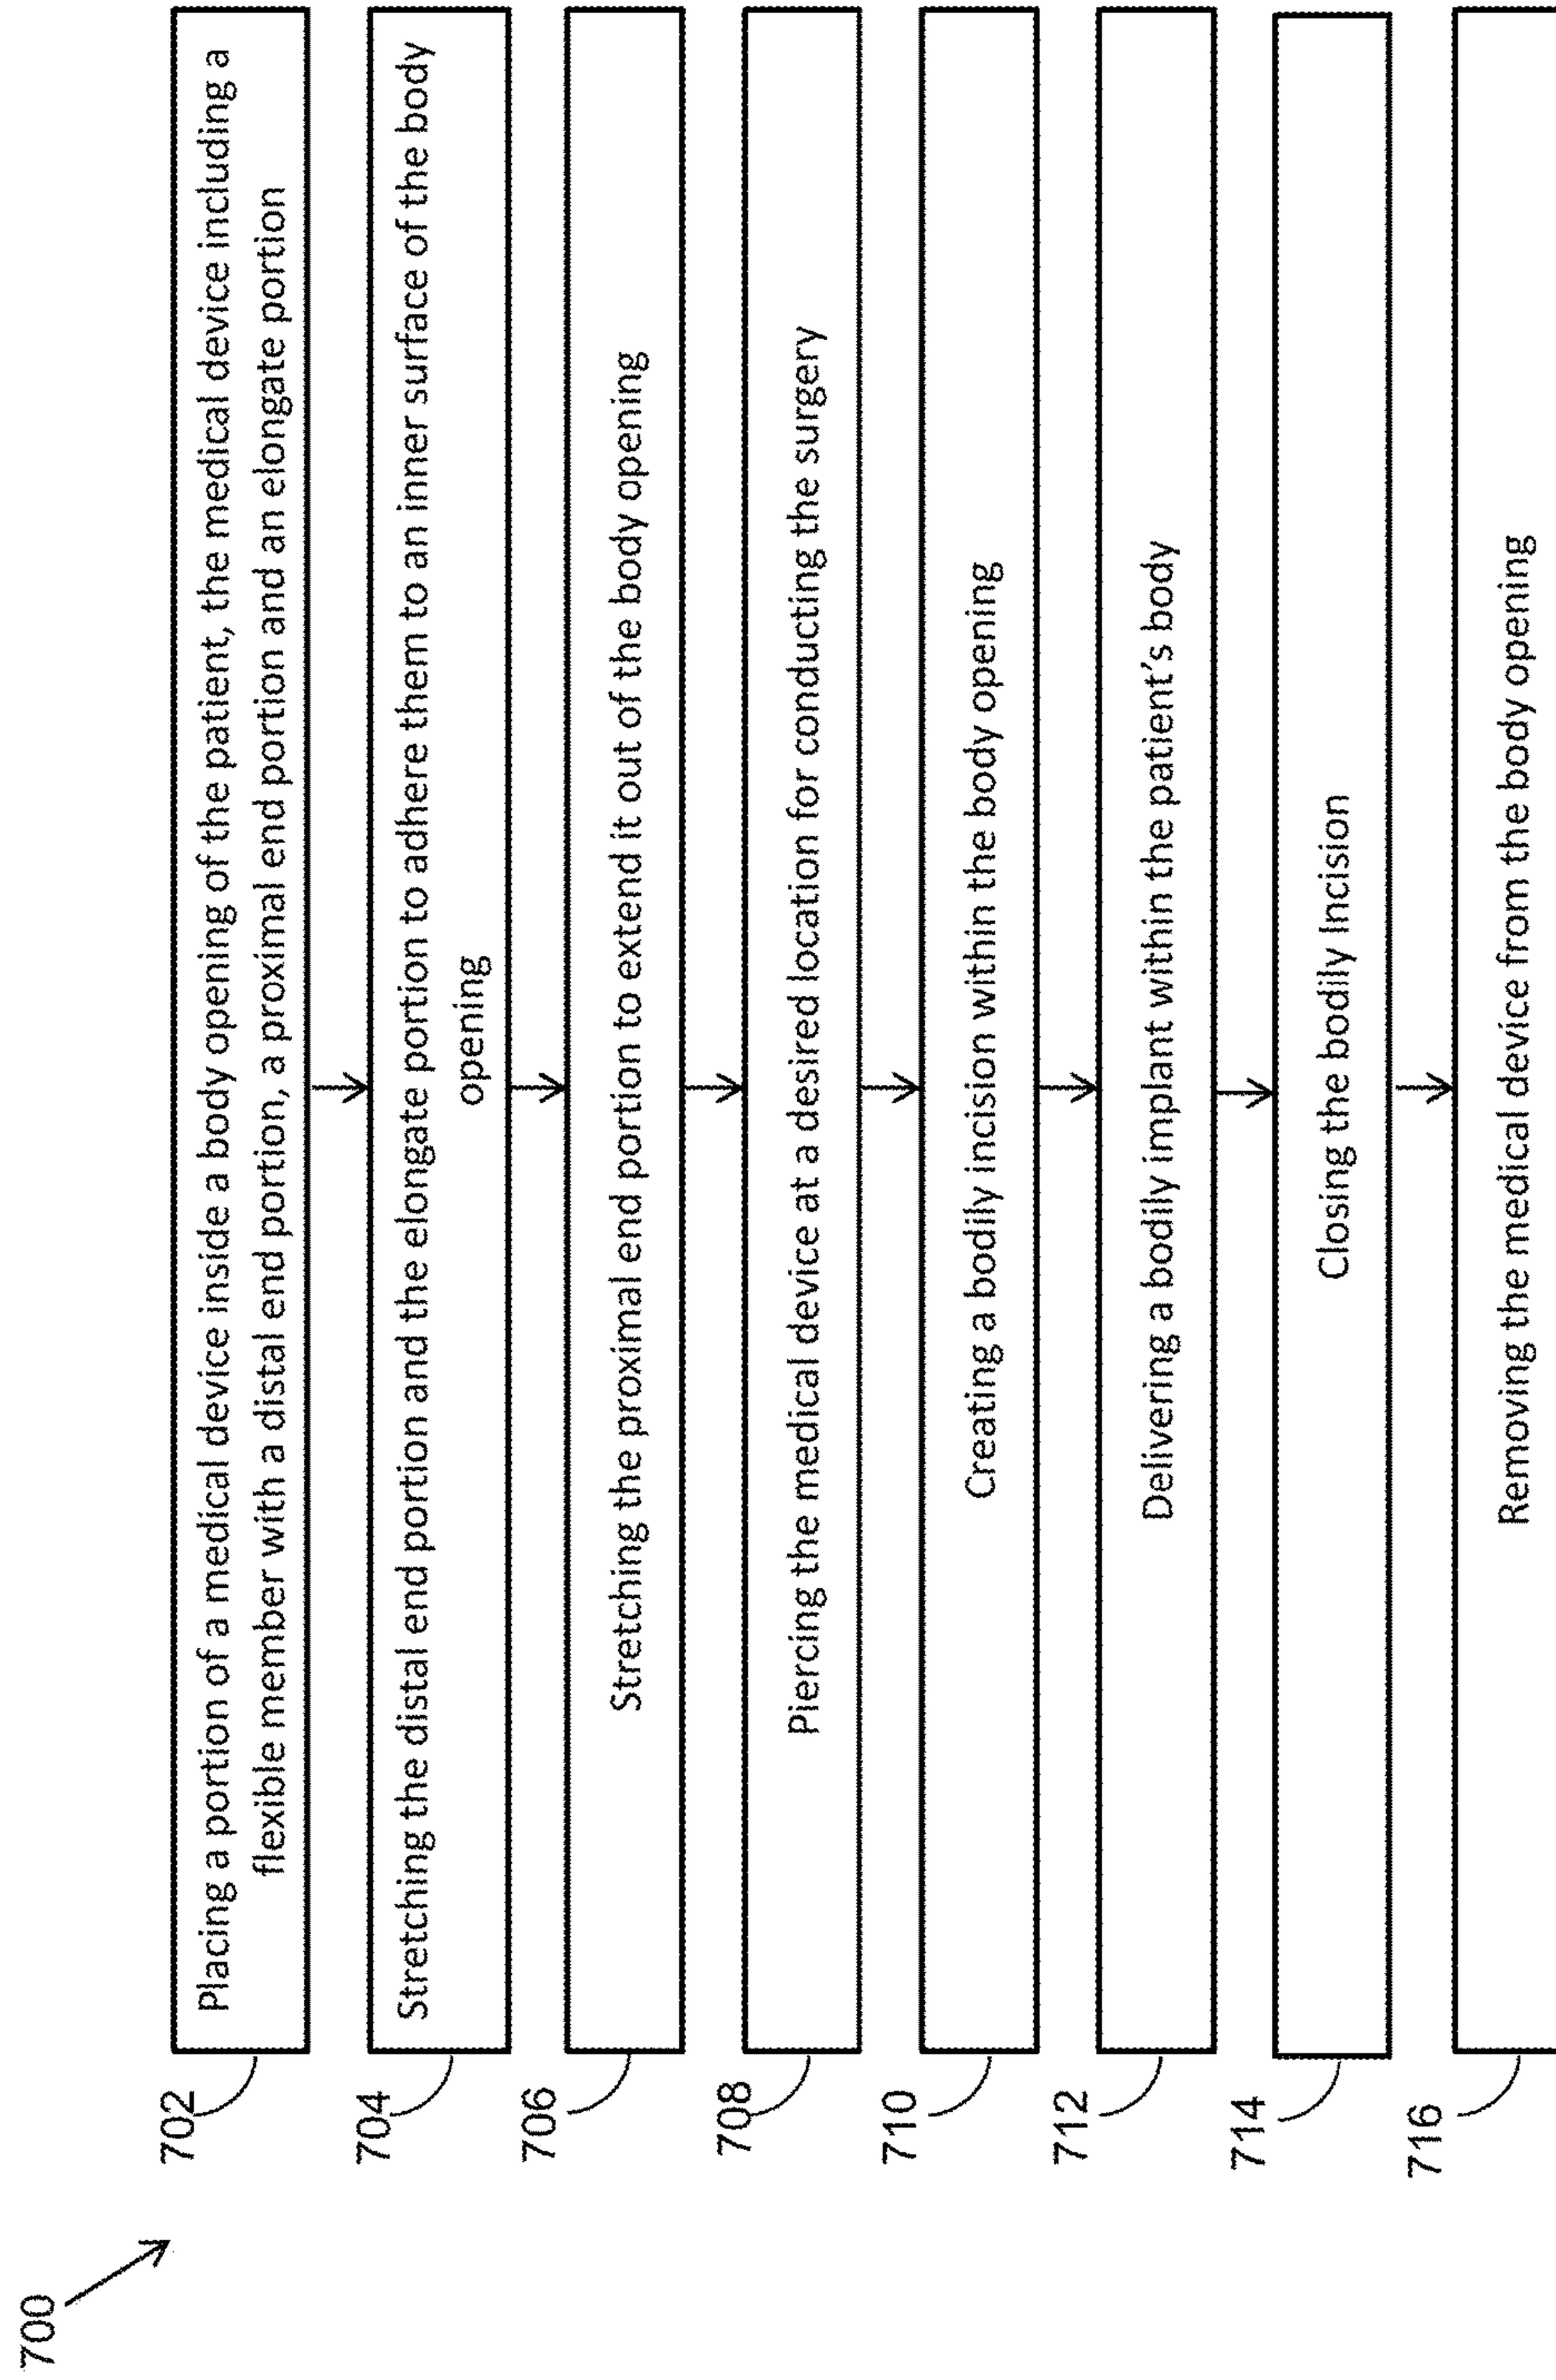 700
702
Placing a portion of a medical device inside a body opening of the patient, the medical device including a
flexible member with a distal end portion, a proximal end portion and an elongate portion
704
Stretching the distal end portion and the elongate portion to adhere them to an inner surface of the body
opening
706
Stretching the proximal end portion to extend it out of the body opening
708
Piercing the medical device at a desired location for conducting the surgery
710
Creating a bodily incision within the body opening
712
Delivering a bodily implant within the patient's body
714
Closing the bodily Incision
716
Removing the medical device from the body opening